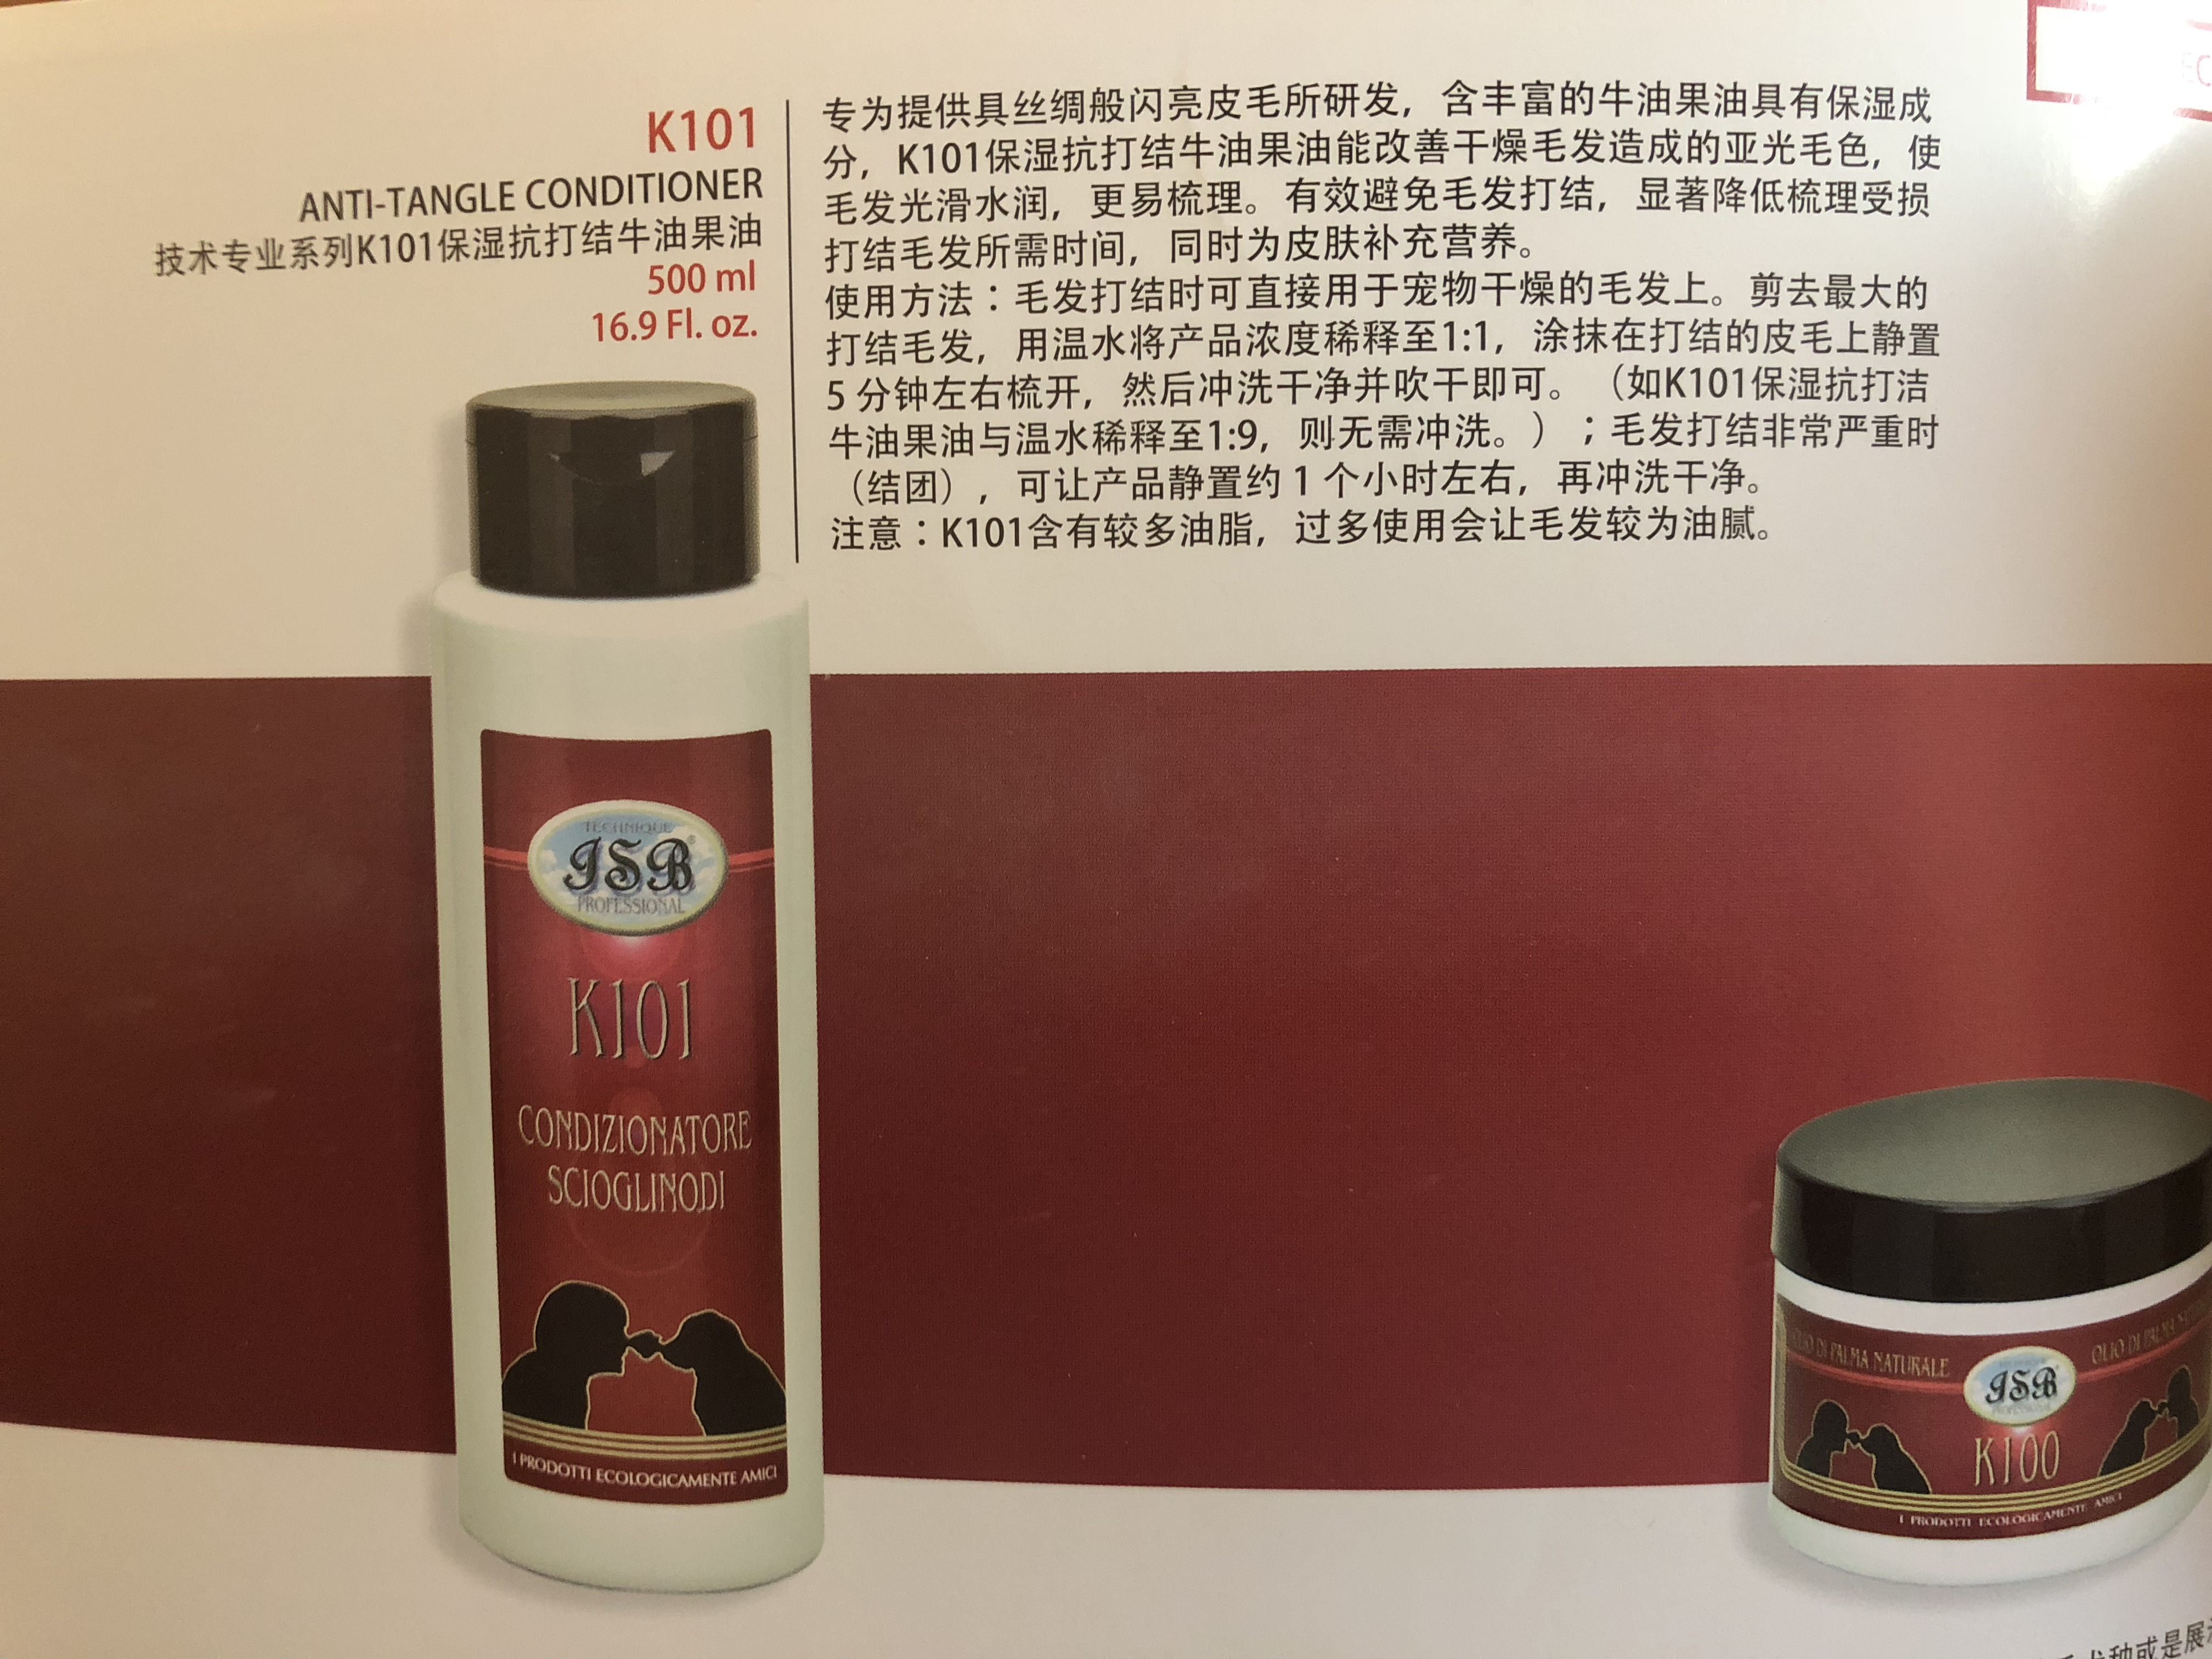 K101
ANTI-TANGLE CONDITIONER
技术专业系列K101保湿抗打结牛油果油
500 ml
16.9 Fl. oz.
专为提供具丝绸般闪亮皮毛所研发，含丰富的牛油果油具有保湿成
分，K101保湿抗打结牛油果油能改善干燥毛发造成的亚光毛色，使
毛发光滑水润，更易梳理。有效避免毛发打结，显著降低梳理受损
打结毛发所需时间，同时为皮肤补充营养。
使用方法：毛发打结时可直接用于宠物干燥的毛发上。剪去最大的
打结毛发，用温水将产品浓度稀释至1:1，涂抹在打结的皮毛上静置
5 分钟左右梳开，然后冲洗干净并吹干即可。（如K101保湿抗打洁
牛油果油与温水稀释至1:9，则无需冲洗。）；毛发打结非常严重时
（结团），可让产品静置约 1 个小时左右，再冲洗干净。
注意：K101含有较多油脂，过多使用会让毛发较为油腻。
TECHNIQUE
ISB®
PROFESSIONAL
K101
CONDIZIONATORE
SCIOGLINODI
I PRODOTTI ECOLOGICAMENTE AMICI
OLIO DI PALMA NATURALE
OLIO DI PALMA
ISB
PROFESSIONAL
K100
I PRODOTTI ECOLOGICAMENTE AMICI
种或是展